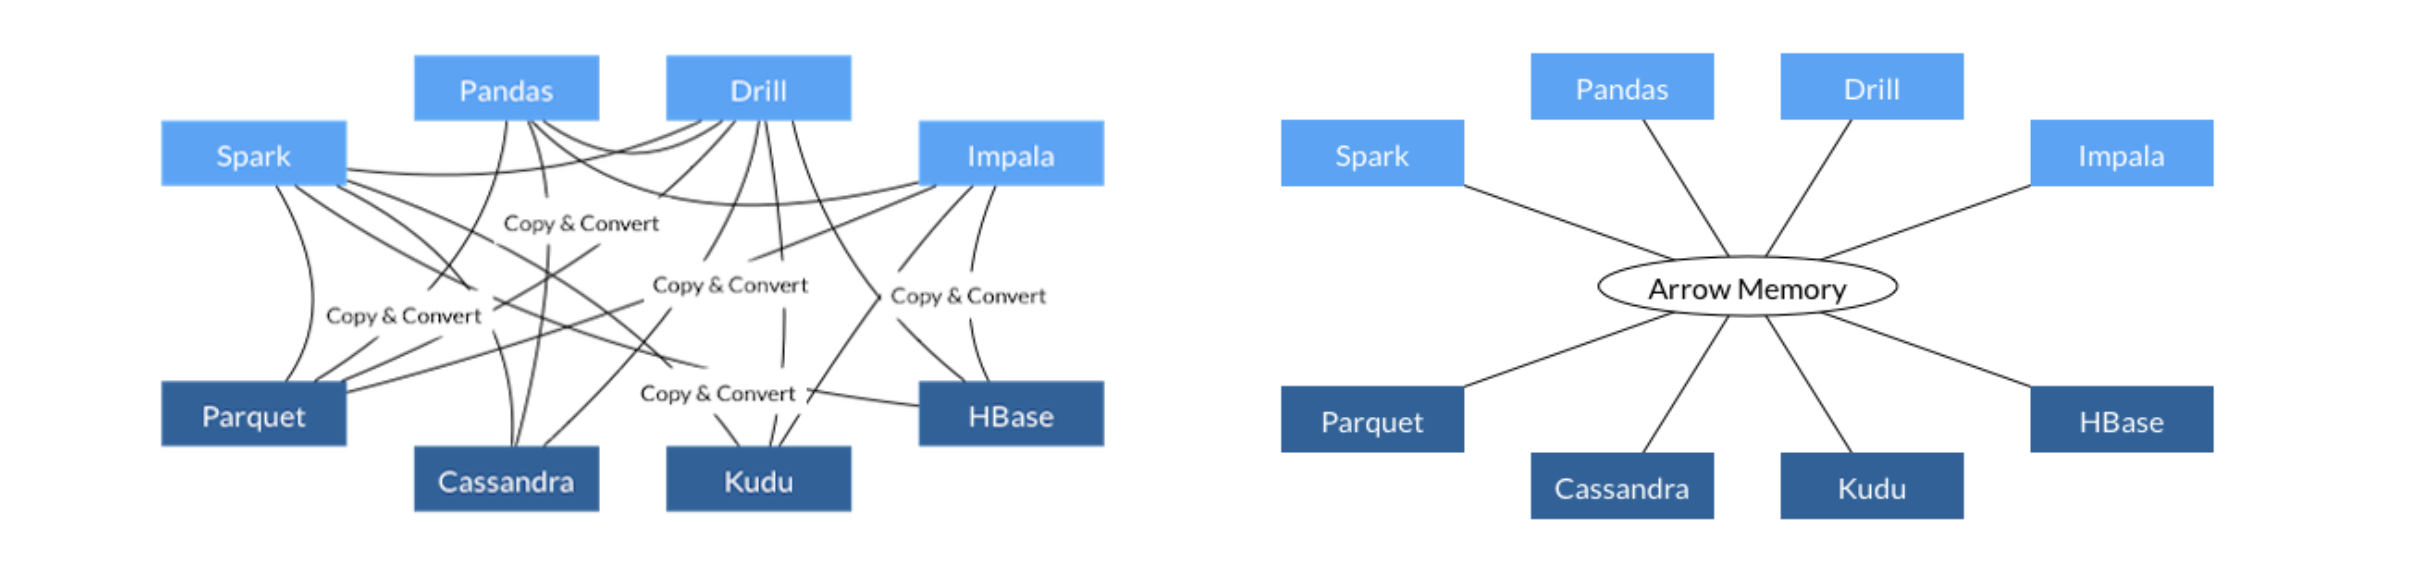 Pandas
Drill
Spark
Impala
Copy & Convert
Copy & Convert
Copy & Convert
Copy & Convert
Copy & Convert
Parquet
HBase
Cassandra
Kudu
Pandas
Drill
Spark
Impala
Arrow Memory
Parquet
HBase
Cassandra
Kudu